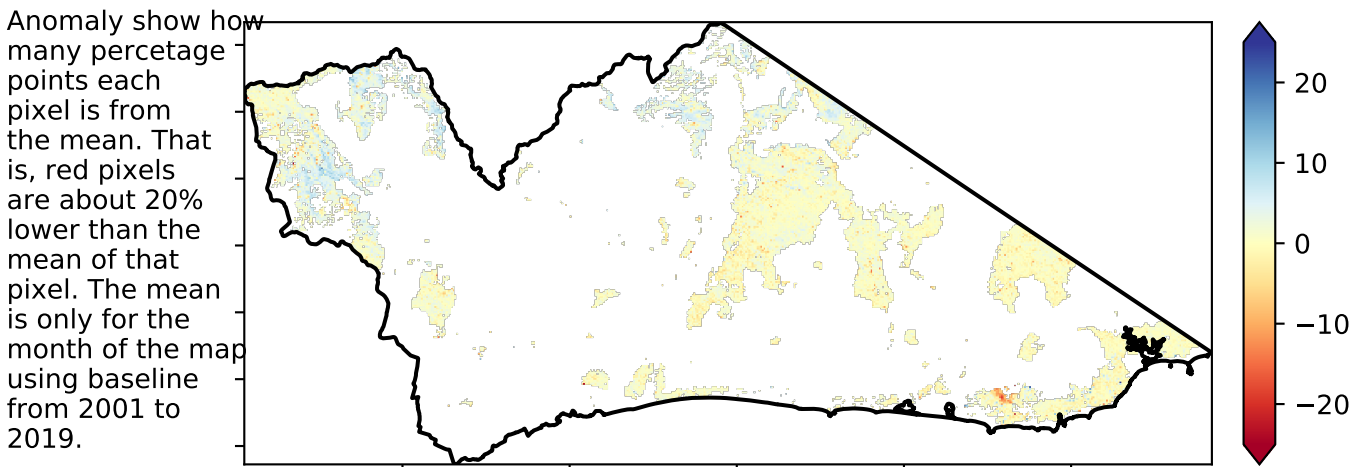 Anomaly show how
many percetage
points each
pixel is from
the mean. That
is, red pixels
are about 20%
lower than the
mean of that
pixel. The mean
is only for the
month of the map
using baseline
from 2001 to
2019.
20
10
0
−10
−20